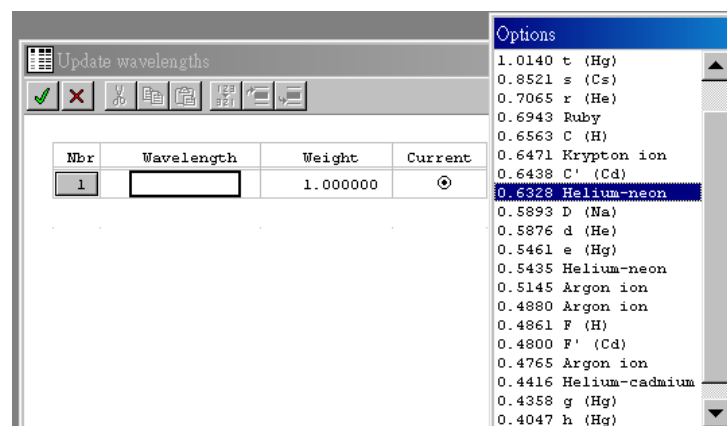 Options
Update wavelengths
Nbr Wavelength Weight Current
1 1.000000
1.0140 t (Hg)
0.8521 s (Cs)
0.7065 r (He)
0.6943 Ruby
0.6563 C (H)
0.6471 Krypton ion
0.6438 C' (Cd)
0.6328 Helium-neon
0.5893 D (Na)
0.5876 d (He)
0.5461 e (Hg)
0.5435 Helium-neon
0.5145 Argon ion
0.4880 Argon ion
0.4861 F (H)
0.4800 F' (Cd)
0.4765 Argon ion
0.4416 Helium-cadmium
0.4358 g (Hg)
0.4047 h (Hg)